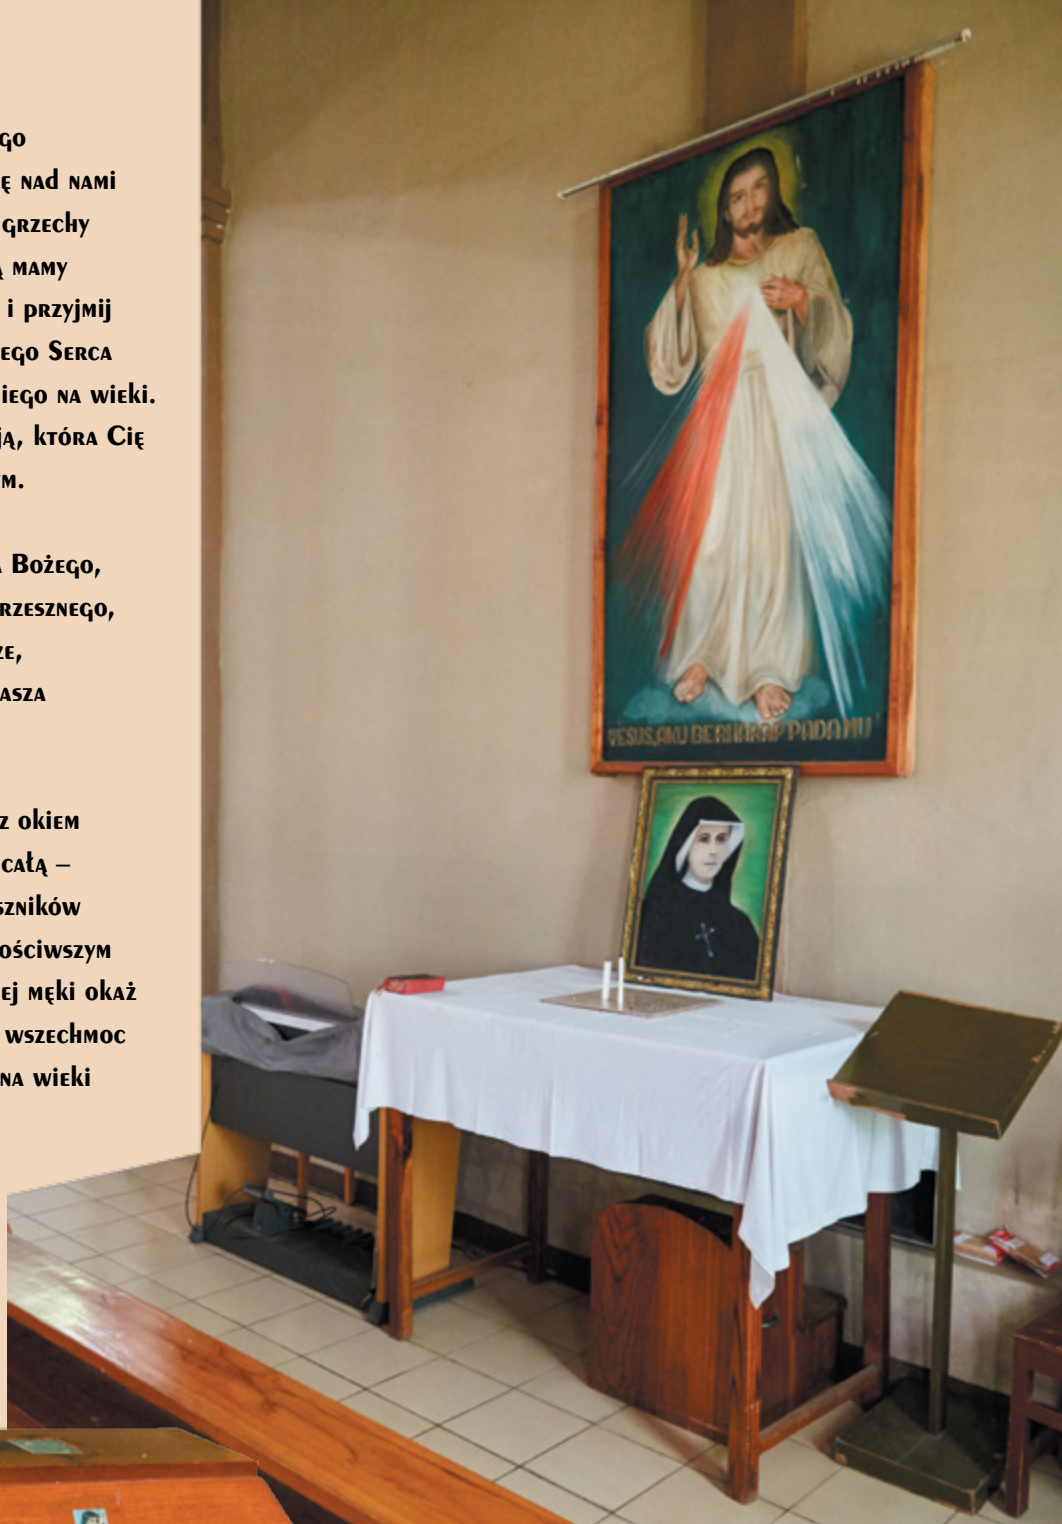 go
ę nad nami
grzechy
ą mamy
i przyjmij
ego Serca
iego na wieki.
ją, która Cię
m.
a Bożego,
rzesznego,
ze,
asza
z okiem
całą –
szników
ościwszym
ej męki okaż
wszechmoc
na wieki
YESUS, AKU BERHARAP PADAMU